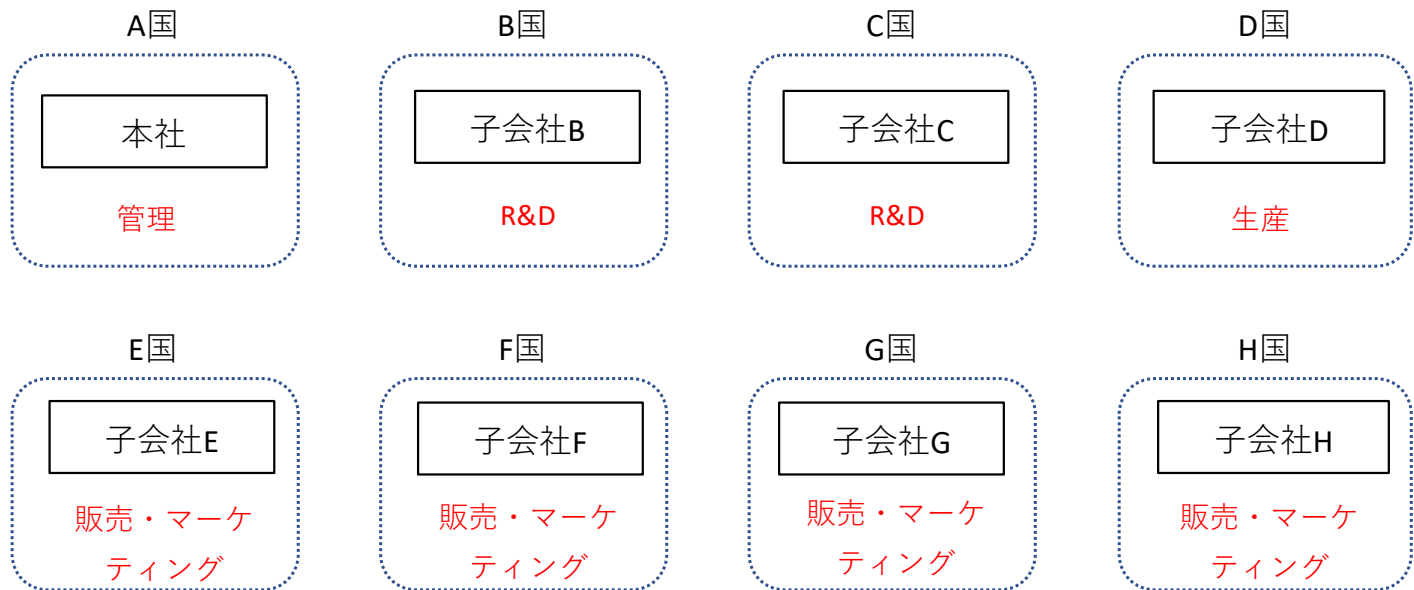 A国
B国
C国
D国
本社
子会社B
子会社C
子会社D
管理
R&D
R&D
生産
E国
F国
G国
H国
子会社E
子会社F
子会社G
子会社H
販売・マーケ
ティング
販売・マーケ
ティング
販売・マーケ
ティング
販売・マーケ
ティング